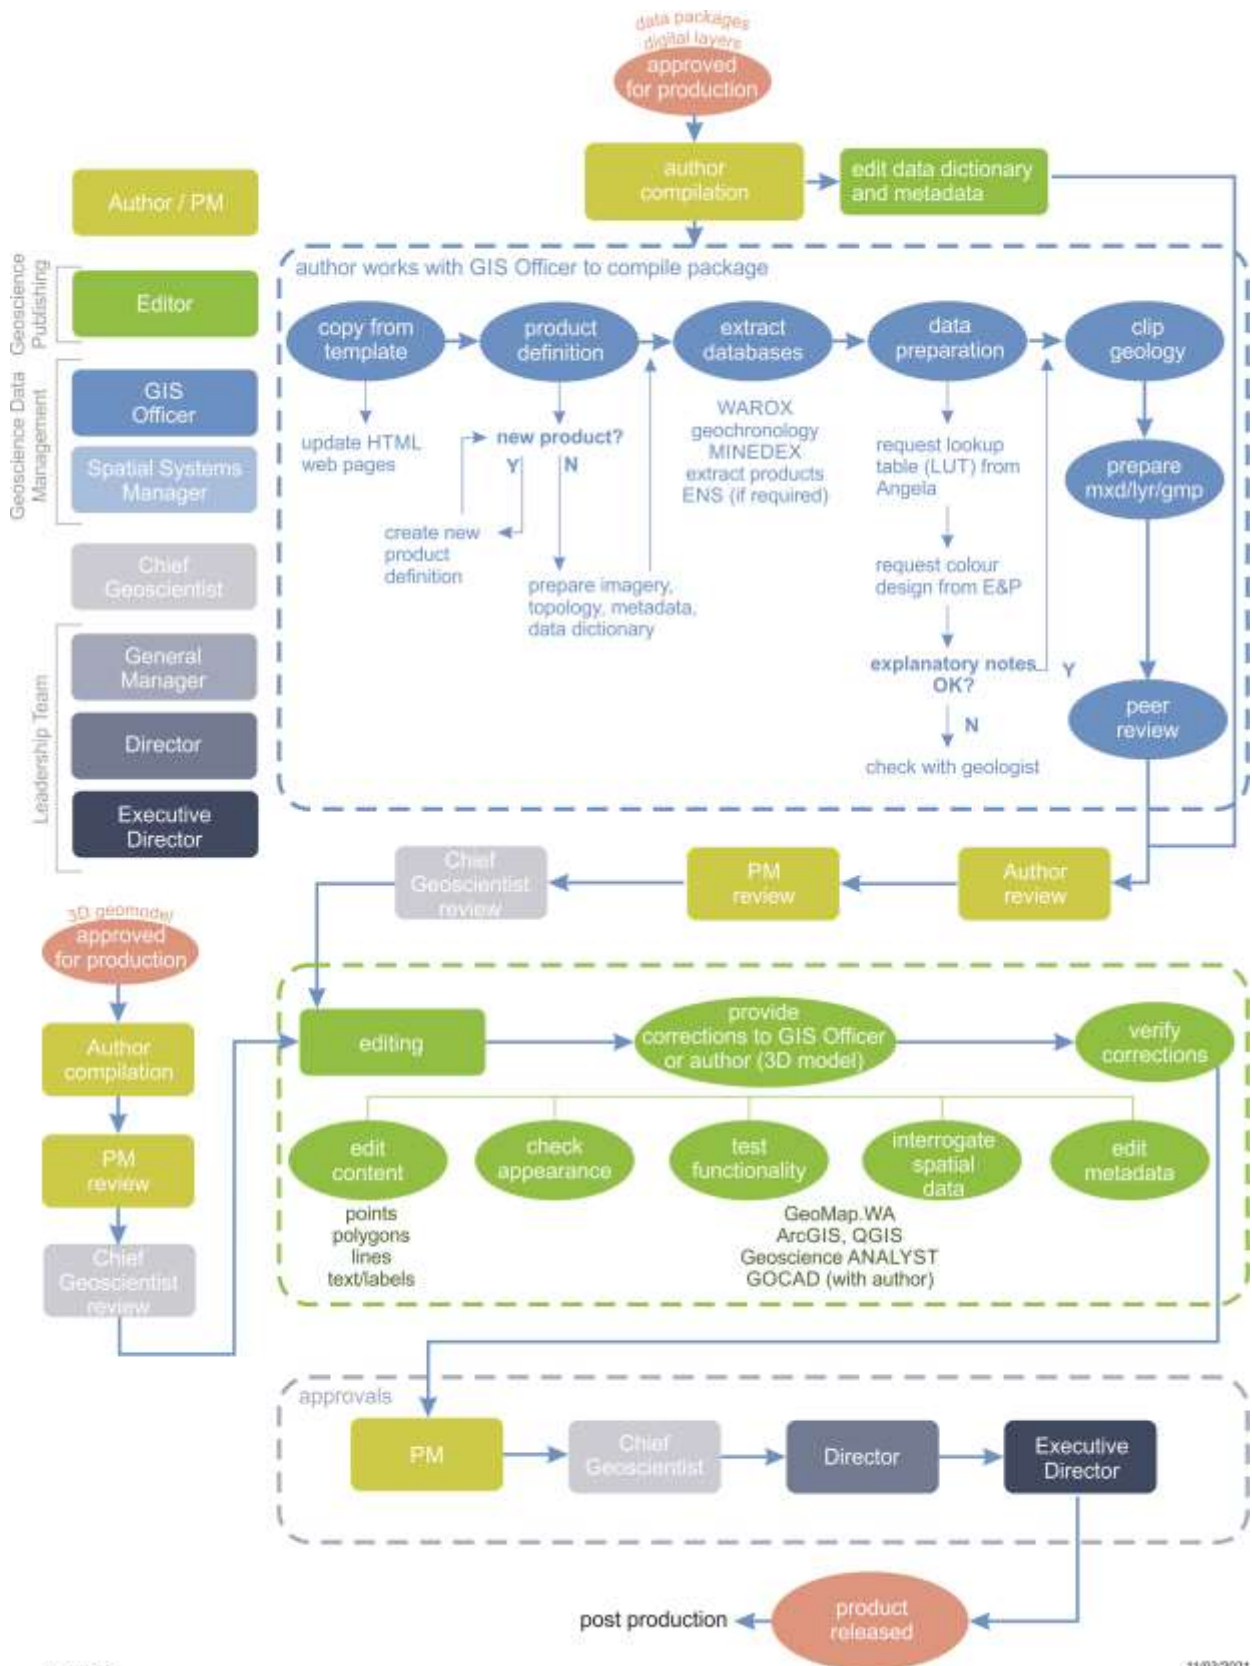 data packages
digital layers
approved
for production
author
compilation
edit data dictionary
and metadata
Author / PM
Geoscience
Publishing
Editor
Geoscience Data
Management
GIS
Officer
Spatial Systems
Manager
Chief
Geoscientist
Leadership Team
General
Manager
Director
Executive
Director
author works with GIS Officer to compile package
copy from
template
product
definition
extract
databases
data
preparation
clip
geology
update HTML
web pages
new product?
Y
N
create new
product
definition
prepare imagery,
topology, metadata,
data dictionary
WAROX
geochronology
MINEDEX
extract products
ENS (if required)
request lookup
table (LUT) from
Angela
request colour
design from E&P
explanatory notes
OK?
Y
N
check with geologist
prepare
mxd/lyr/gmp
peer
review
Author
review
PM
review
Chief
Geoscientist
review
3D geomodel
approved
for production
Author
compilation
PM
review
Chief
Geoscientist
review
editing
provide
corrections to GIS Officer
or author (3D model)
verify
corrections
edit
content
check
appearance
test
functionality
interrogate
spatial
data
edit
metadata
points
polygons
lines
text/labels
GeoMap.WA
ArcGIS, QGIS
Geoscience ANALYST
GOCAD (with author)
approvals
PM
Chief
Geoscientist
Director
Executive
Director
product
released
post production